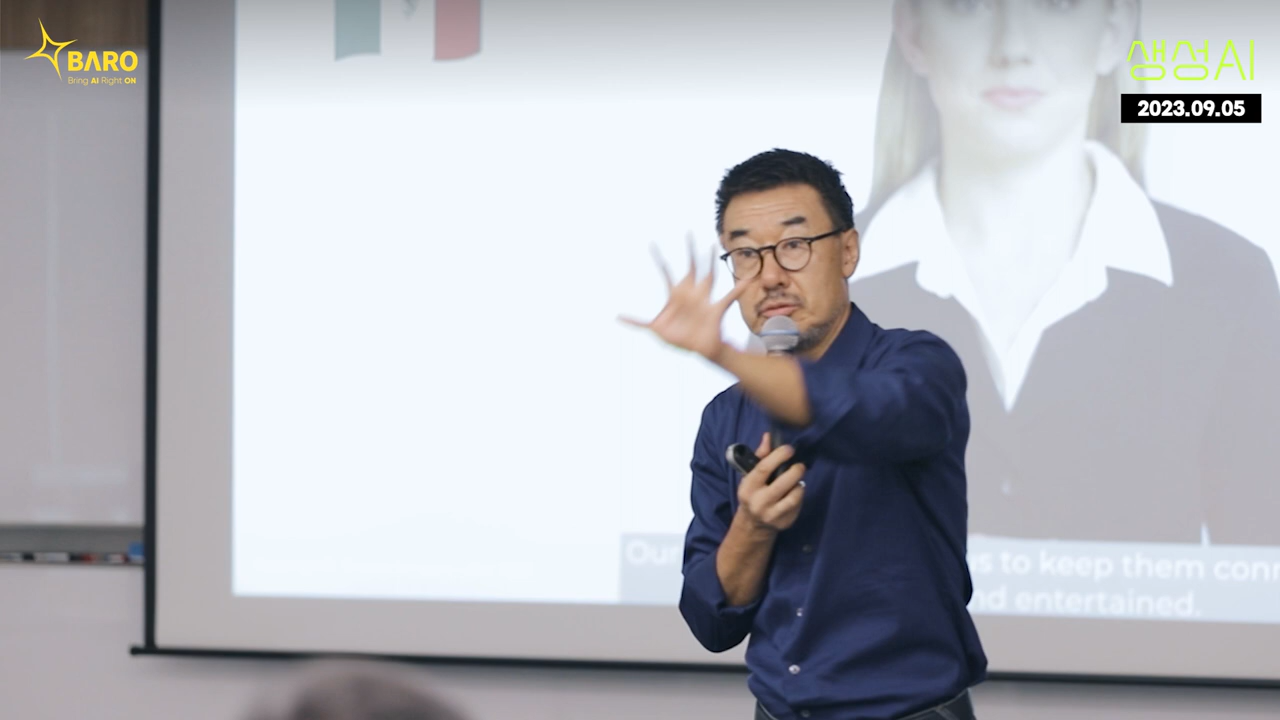 BARO
Bring AI Right ON
생성AI
2023.09.05
s to keep them conn
nd entertained.